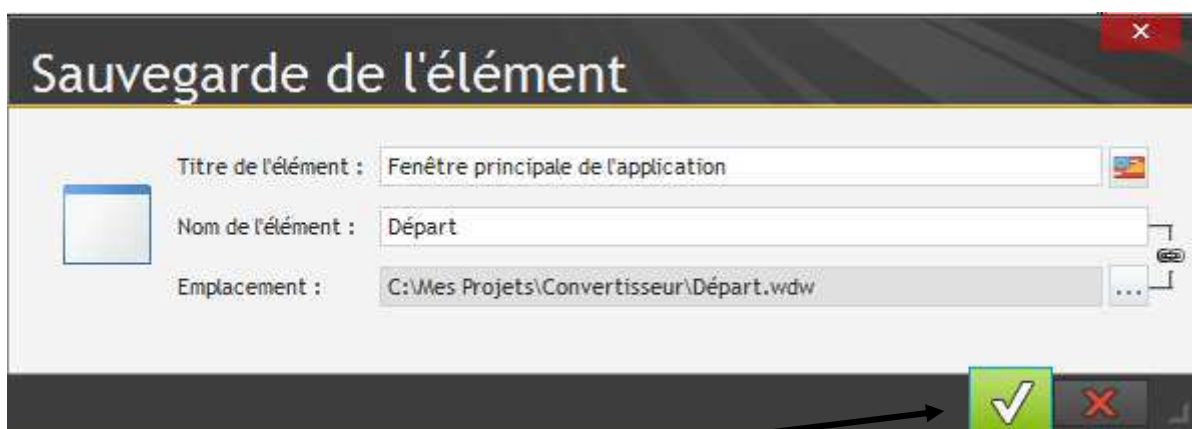 Sauvegarde de l'élément
Titre de l'élément : Fenêtre principale de l'application
Nom de l'élément : Départ
Emplacement : C:\Mes Projets\Convertisseur\Départ.wdw ...